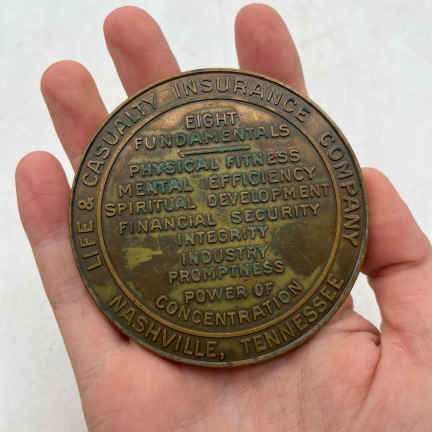 LIFE & CASUALTY INSURANCE COMPANY
EIGHT
FUNDAMENTALS
PHYSICAL FITNESS
MENTAL EFFICIENCY
SPIRITUAL DEVELOPMENT
FINANCIAL SECURITY
INTEGRITY
INDUSTRY
PROMPTNESS
POWER OF
CONCENTRATION
NASHVILLE, TENNESSEE